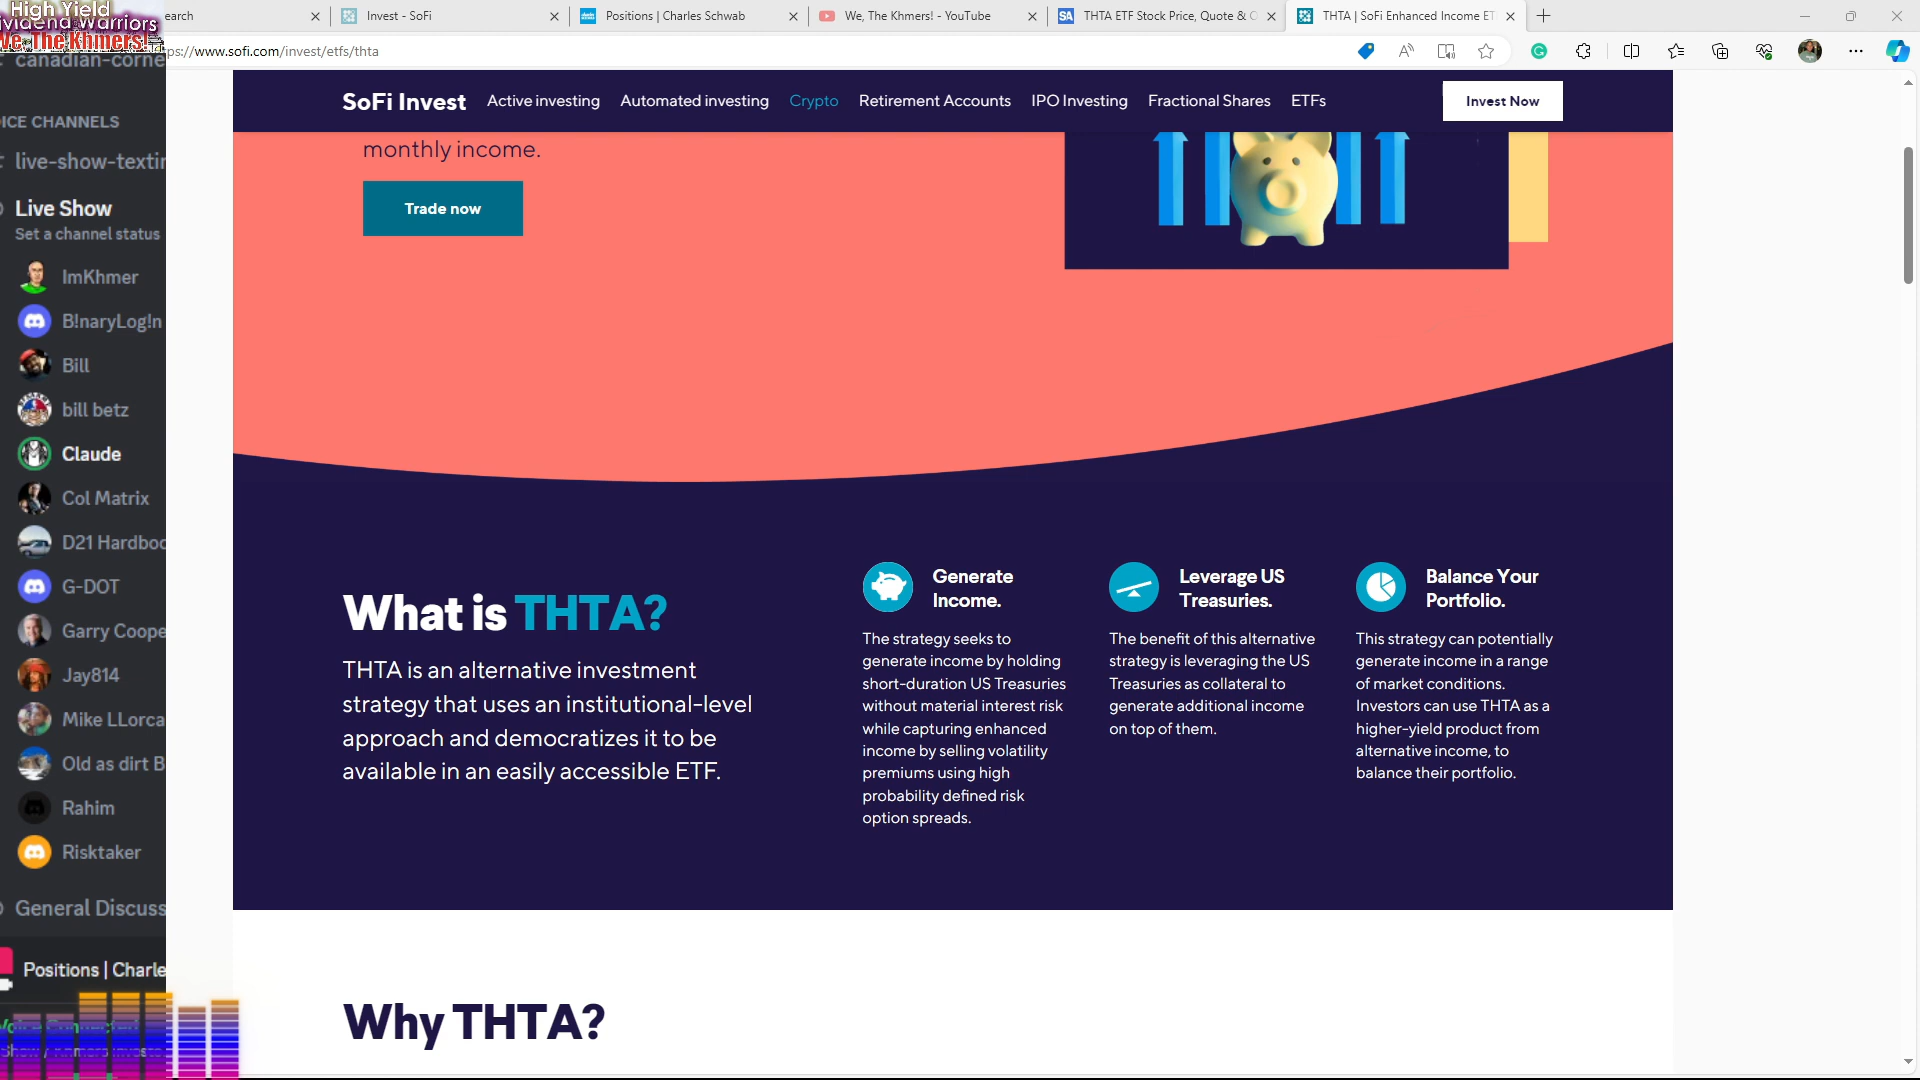 High Yield
Dividend Warriors
We, The Khmers!
earch
Invest - SoFi
Positions | Charles Schwab
We, The Khmers! - YouTube
THTA ETF Stock Price, Quote & C
THTA | SoFi Enhanced Income ET
ps://www.sofi.com/invest/etfs/thta
canadian-corne
ICE CHANNELS
live-show-textin
Live Show
Set a channel status
ImKhmer
B!naryLog!n
Bill
bill betz
Claude
Col Matrix
D21 Hardboo
G-DOT
Garry Coope
Jay814
Mike LLorca
Old as dirt B
Rahim
Risktaker
General Discuss
Positions | Charle
SoFi Invest
Active investing
Automated investing
Crypto
Retirement Accounts
IPO Investing
Fractional Shares
ETFs
Invest Now
monthly income.
Trade now
What is THTA?
THTA is an alternative investment
strategy that uses an institutional-level
approach and democratizes it to be
available in an easily accessible ETF.
Generate
Income.
The strategy seeks to
generate income by holding
short-duration US Treasuries
without material interest risk
while capturing enhanced
income by selling volatility
premiums using high
probability defined risk
option spreads.
Leverage US
Treasuries.
The benefit of this alternative
strategy is leveraging the US
Treasuries as collateral to
generate additional income
on top of them.
Balance Your
Portfolio.
This strategy can potentially
generate income in a range
of market conditions.
Investors can use THTA as a
higher-yield product from
alternative income, to
balance their portfolio.
Why THTA?